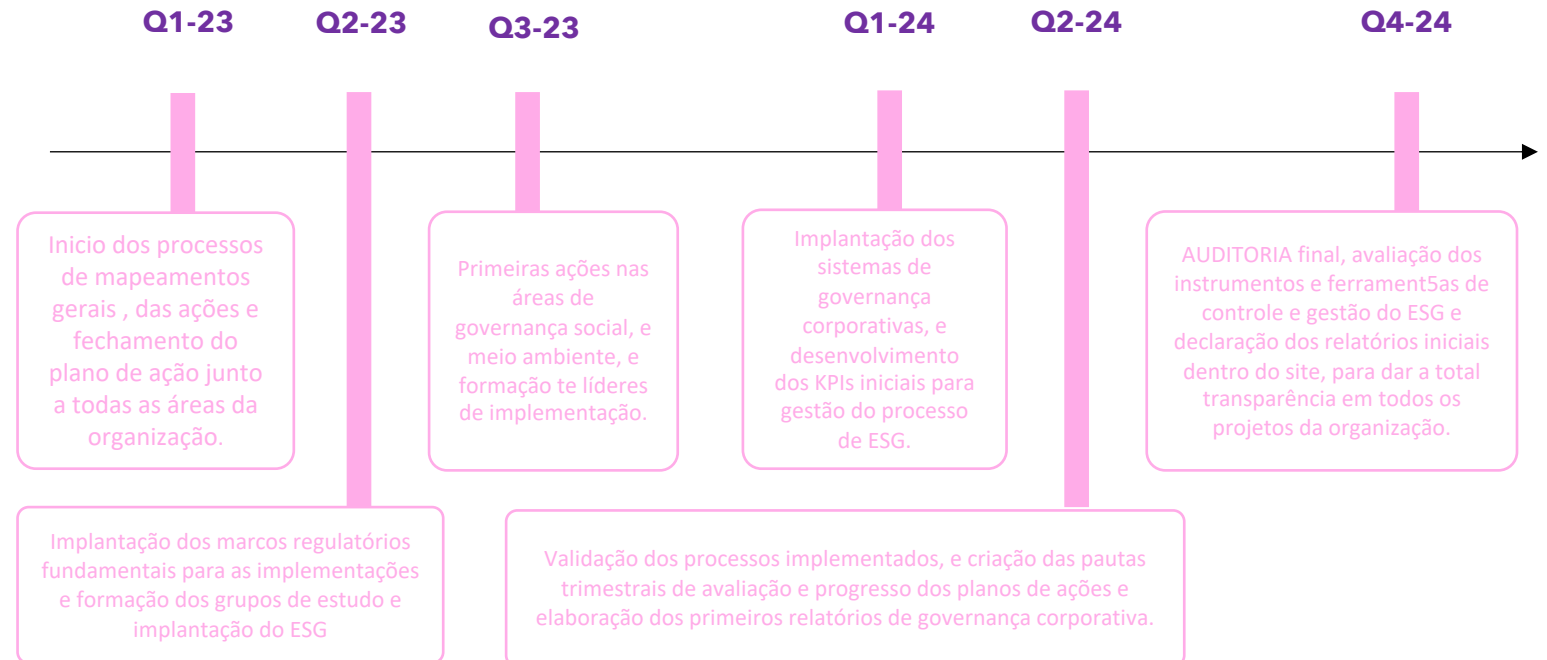 Q1-23
Q2-23
Q3-23
Q1-24
Q2-24
Q4-24
Inicio dos processos
de mapeamentos
gerais , das ações e
fechamento do
plano de ação junto
a todas as áreas da
organização.
Primeiras ações nas
áreas de
governança social, e
meio ambiente, e
formação te líderes
de implementação.
Implantação dos
sistemas de
governança
corporativas, e
desenvolvimento
dos KPIs iniciais para
gestão do processo
de ESG.
AUDITORIA final, avaliação dos
instrumentos e ferrament5as de
controle e gestão do ESG e
declaração dos relatórios iniciais
dentro do site, para dar a total
transparência em todos os
projetos da organização.
Implantação dos marcos regulatórios
fundamentais para as implementações
e formação dos grupos de estudo e
implantação do ESG
Validação dos processos implementados, e criação das pautas
trimestrais de avaliação e progresso dos planos de ações e
elaboração dos primeiros relatórios de governança corporativa.